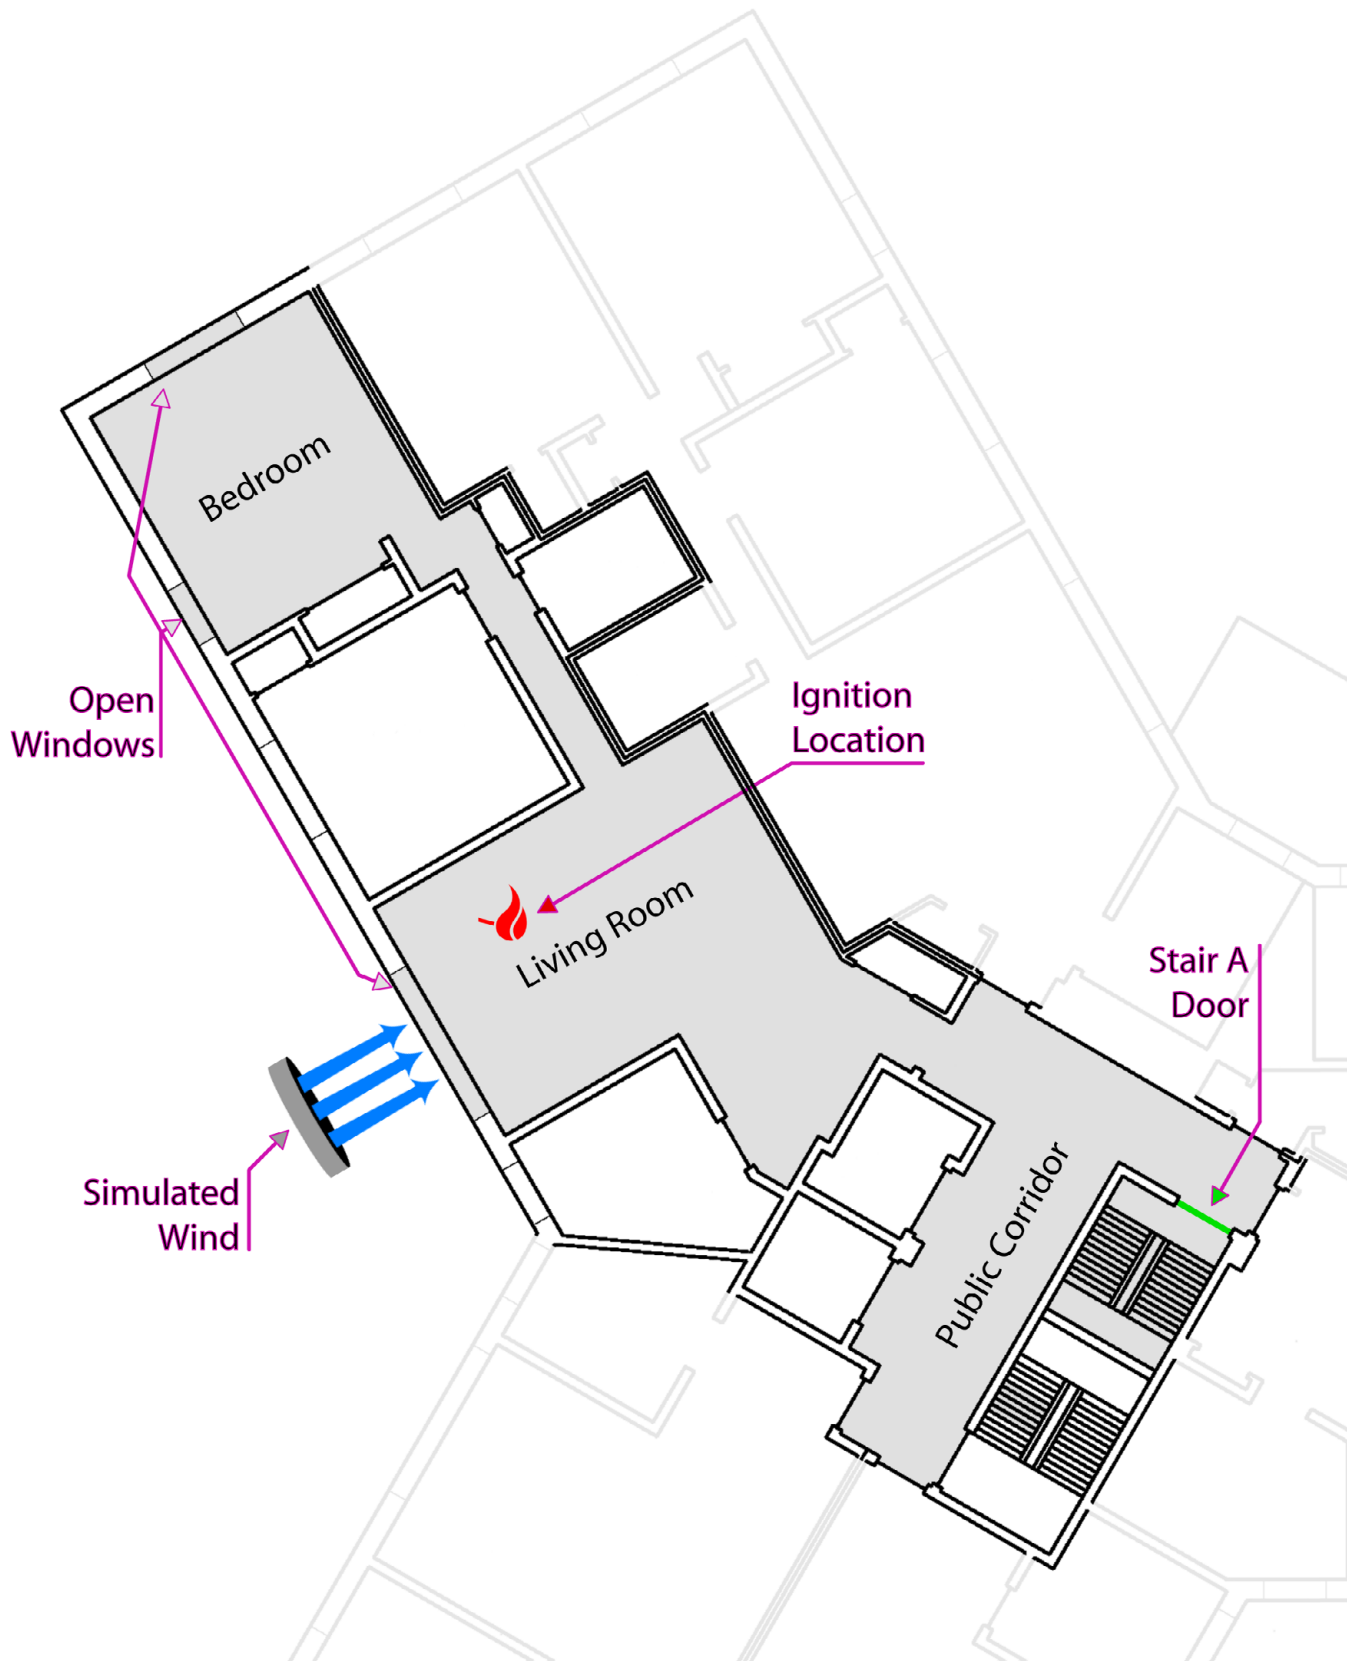 Bedroom
Open
Windows
Ignition
Location
Living Room
Stair A
Door
Simulated
Wind
Public Corridor